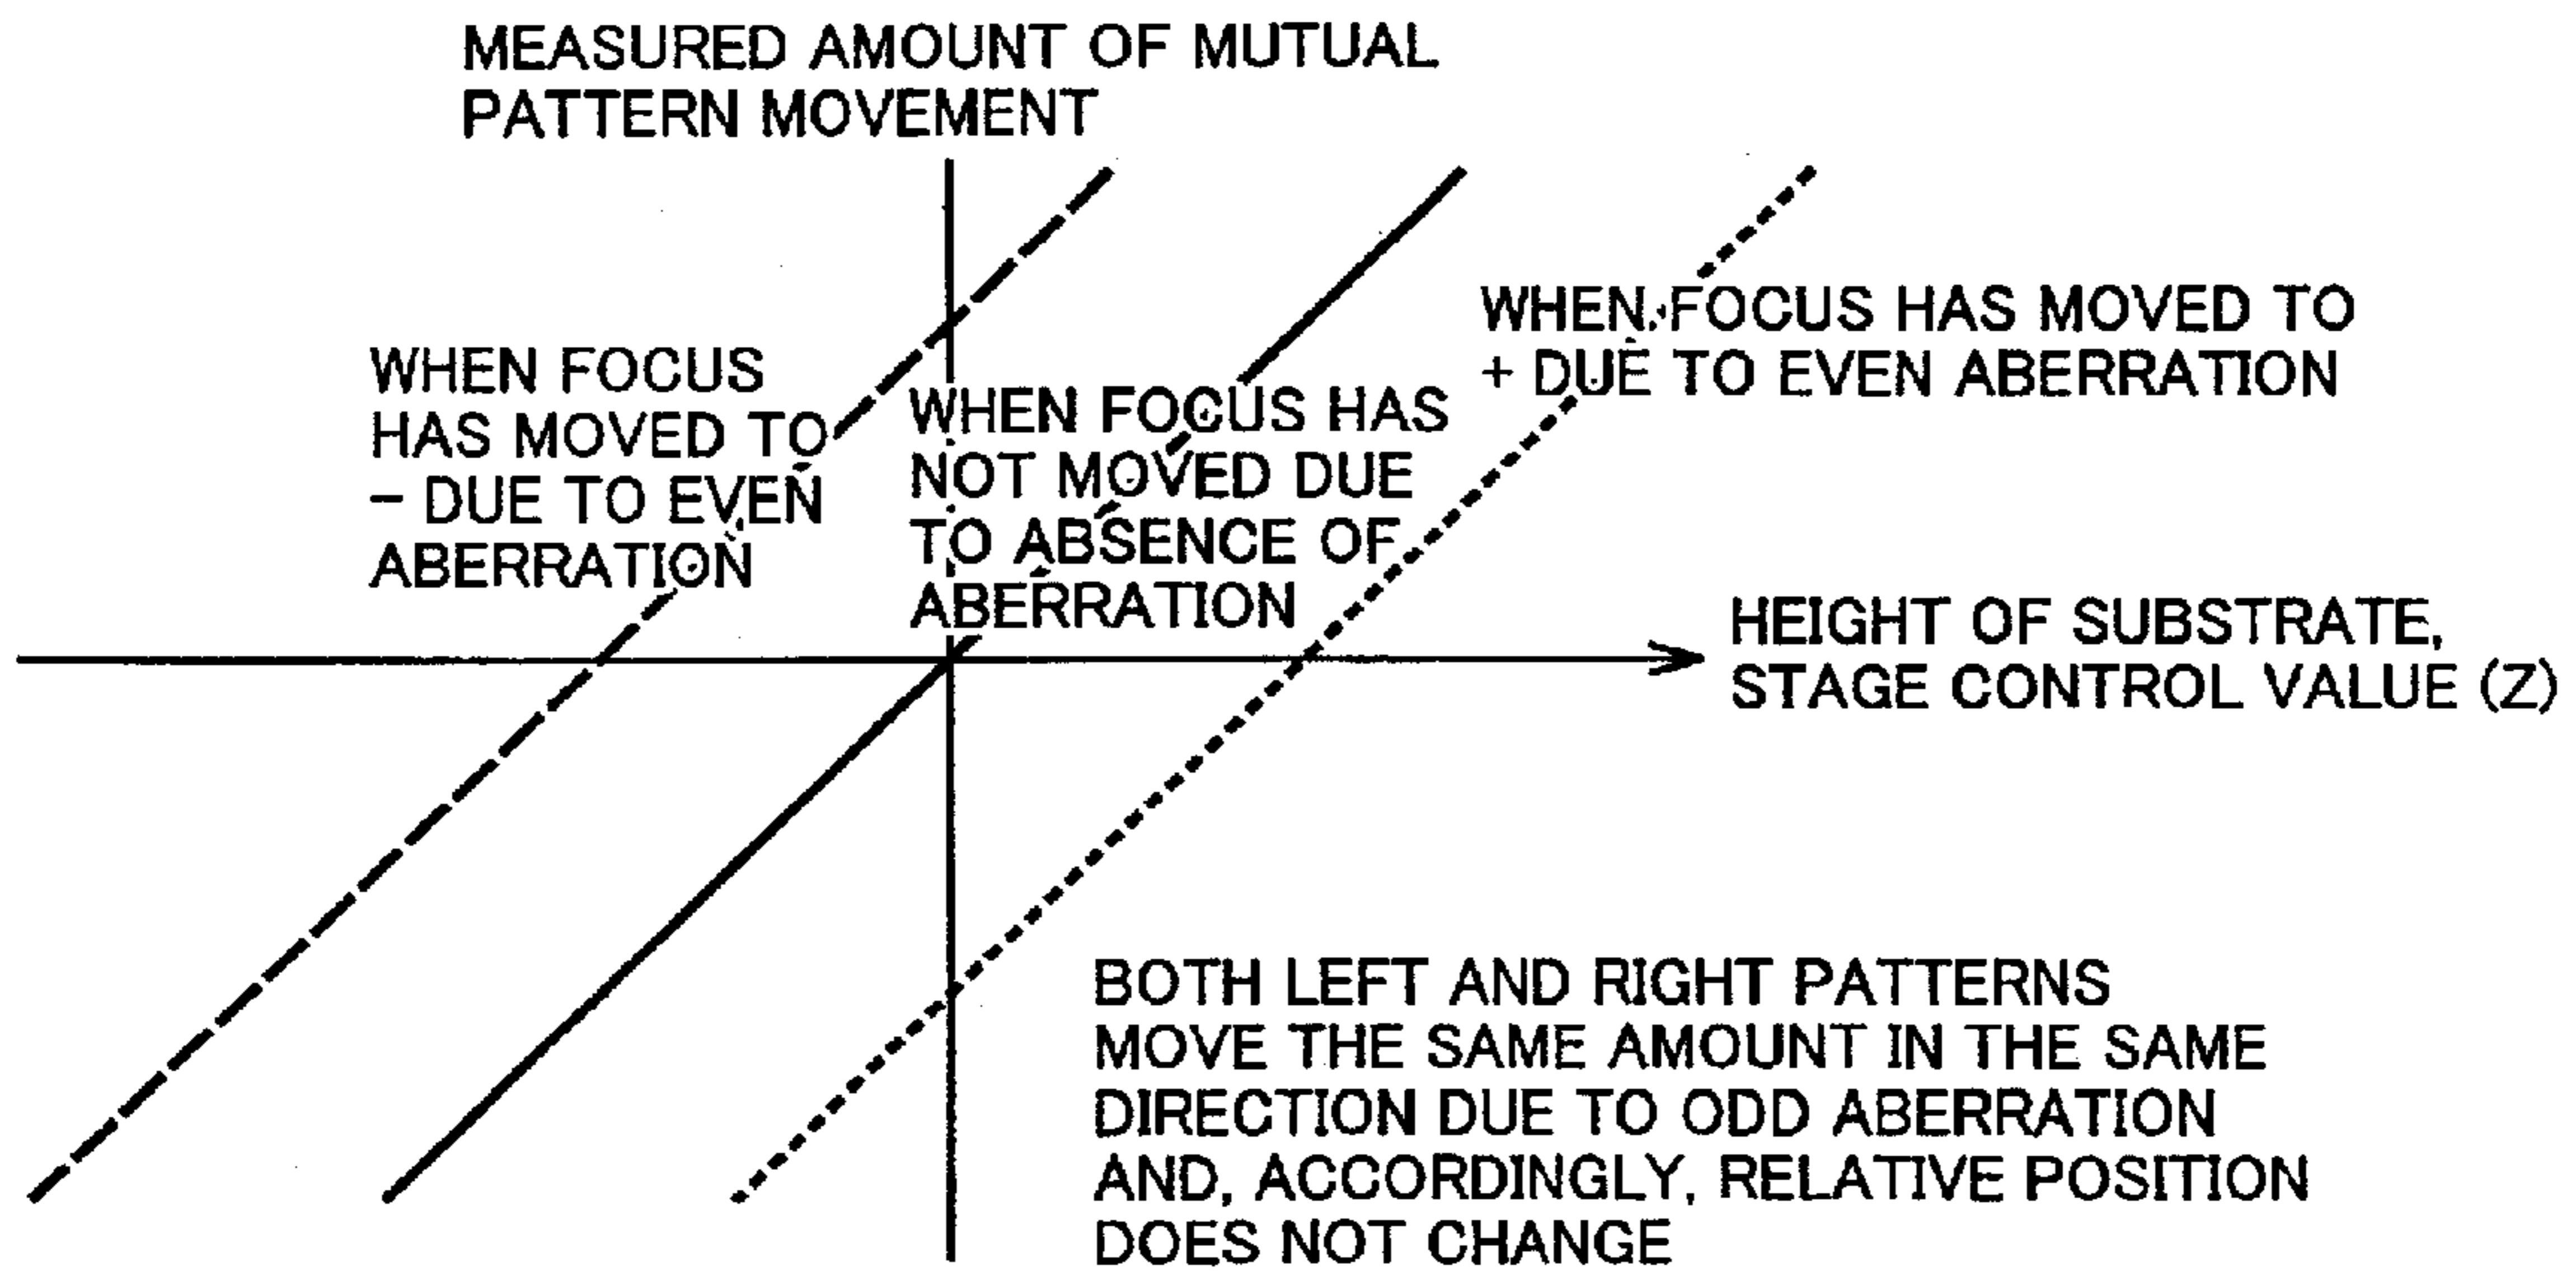 MEASURED AMOUNT OF MUTUAL
PATTERN MOVEMENT
WHEN FOCUS
HAS MOVED TO
− DUE TO EVEN
ABERRATION
WHEN FOCUS HAS
NOT MOVED DUE
TO ABSENCE OF
ABERRATION
WHEN FOCUS HAS MOVED TO
+ DUE TO EVEN ABERRATION
HEIGHT OF SUBSTRATE,
STAGE CONTROL VALUE (Z)
BOTH LEFT AND RIGHT PATTERNS
MOVE THE SAME AMOUNT IN THE SAME
DIRECTION DUE TO ODD ABERRATION
AND, ACCORDINGLY, RELATIVE POSITION
DOES NOT CHANGE